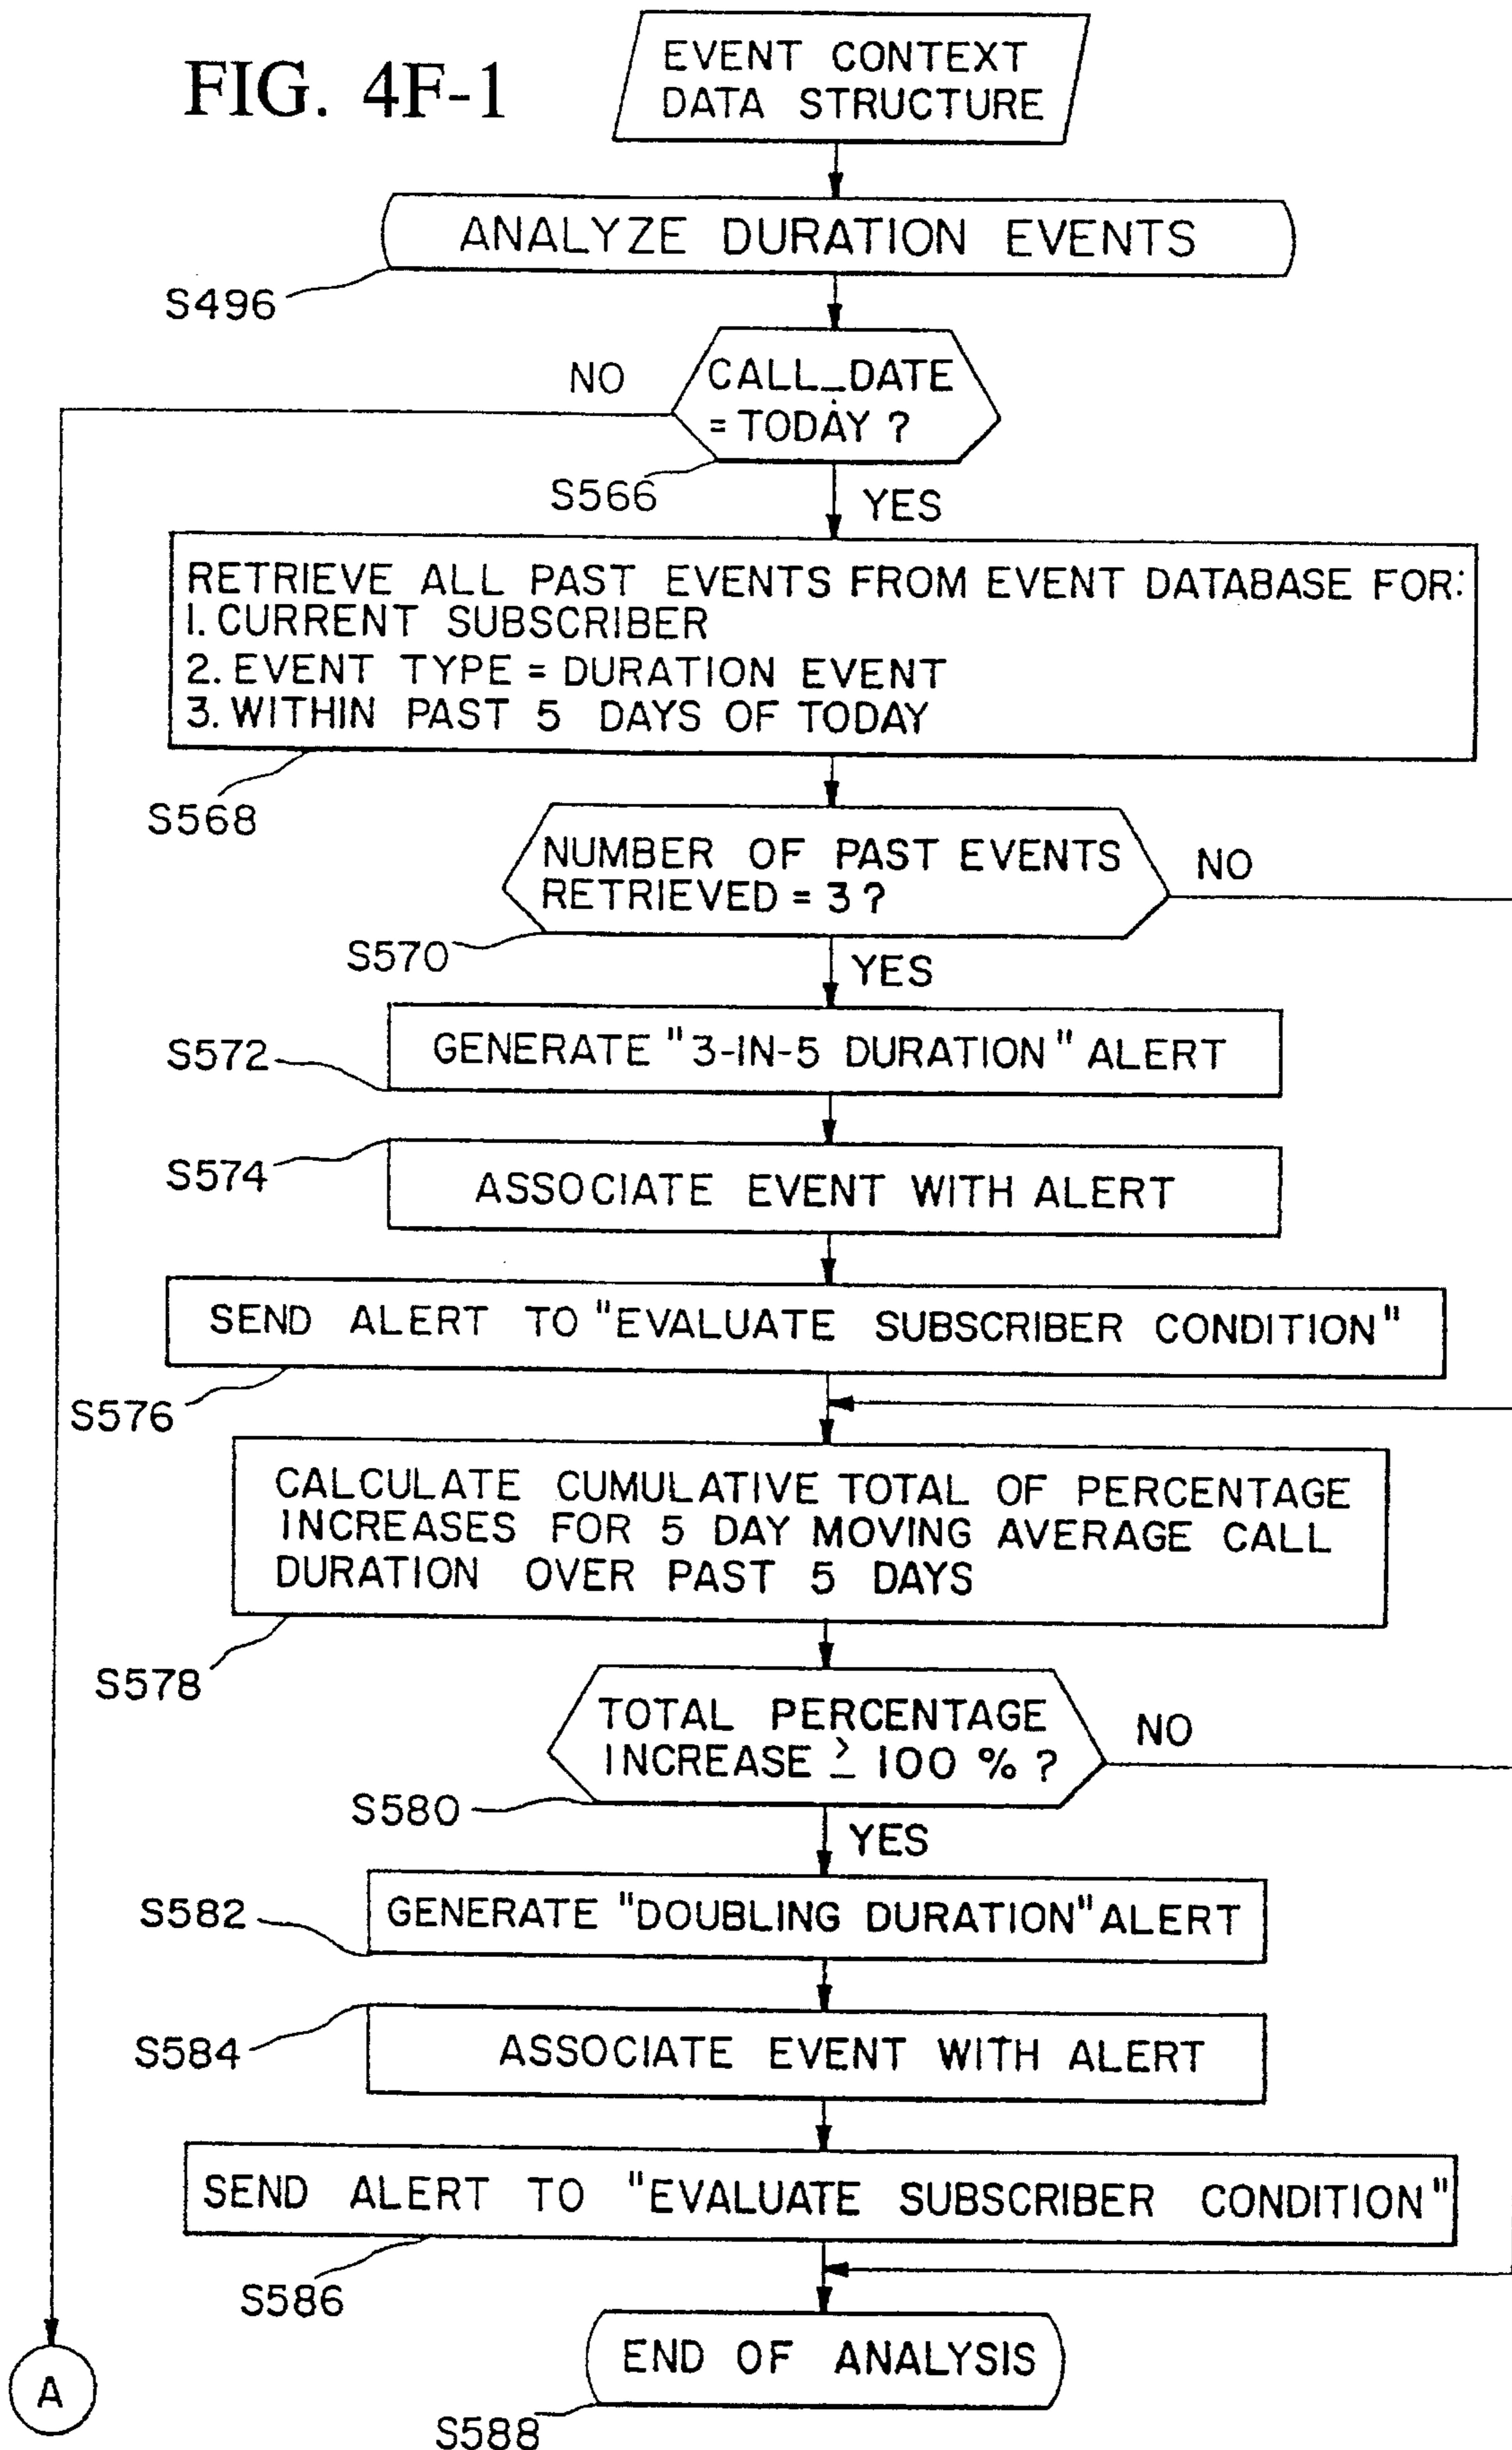 FIG. 4F-1
EVENT CONTEXT
DATA STRUCTURE
ANALYZE DURATION EVENTS
S496
NO
CALL_DATE
= TODAY ?
S566
YES
RETRIEVE ALL PAST EVENTS FROM EVENT DATABASE FOR:
1. CURRENT SUBSCRIBER
2. EVENT TYPE = DURATION EVENT
3. WITHIN PAST 5 DAYS OF TODAY
S568
NUMBER OF PAST EVENTS
RETRIEVED = 3 ?
NO
S570
YES
S572
GENERATE "3-IN-5 DURATION" ALERT
S574
ASSOCIATE EVENT WITH ALERT
SEND ALERT TO "EVALUATE SUBSCRIBER CONDITION"
S576
CALCULATE CUMULATIVE TOTAL OF PERCENTAGE
INCREASES FOR 5 DAY MOVING AVERAGE CALL
DURATION OVER PAST 5 DAYS
S578
TOTAL PERCENTAGE
INCREASE ≥ 100 % ?
NO
S580
YES
S582
GENERATE "DOUBLING DURATION" ALERT
S584
ASSOCIATE EVENT WITH ALERT
SEND ALERT TO "EVALUATE SUBSCRIBER CONDITION"
S586
END OF ANALYSIS
A
S588